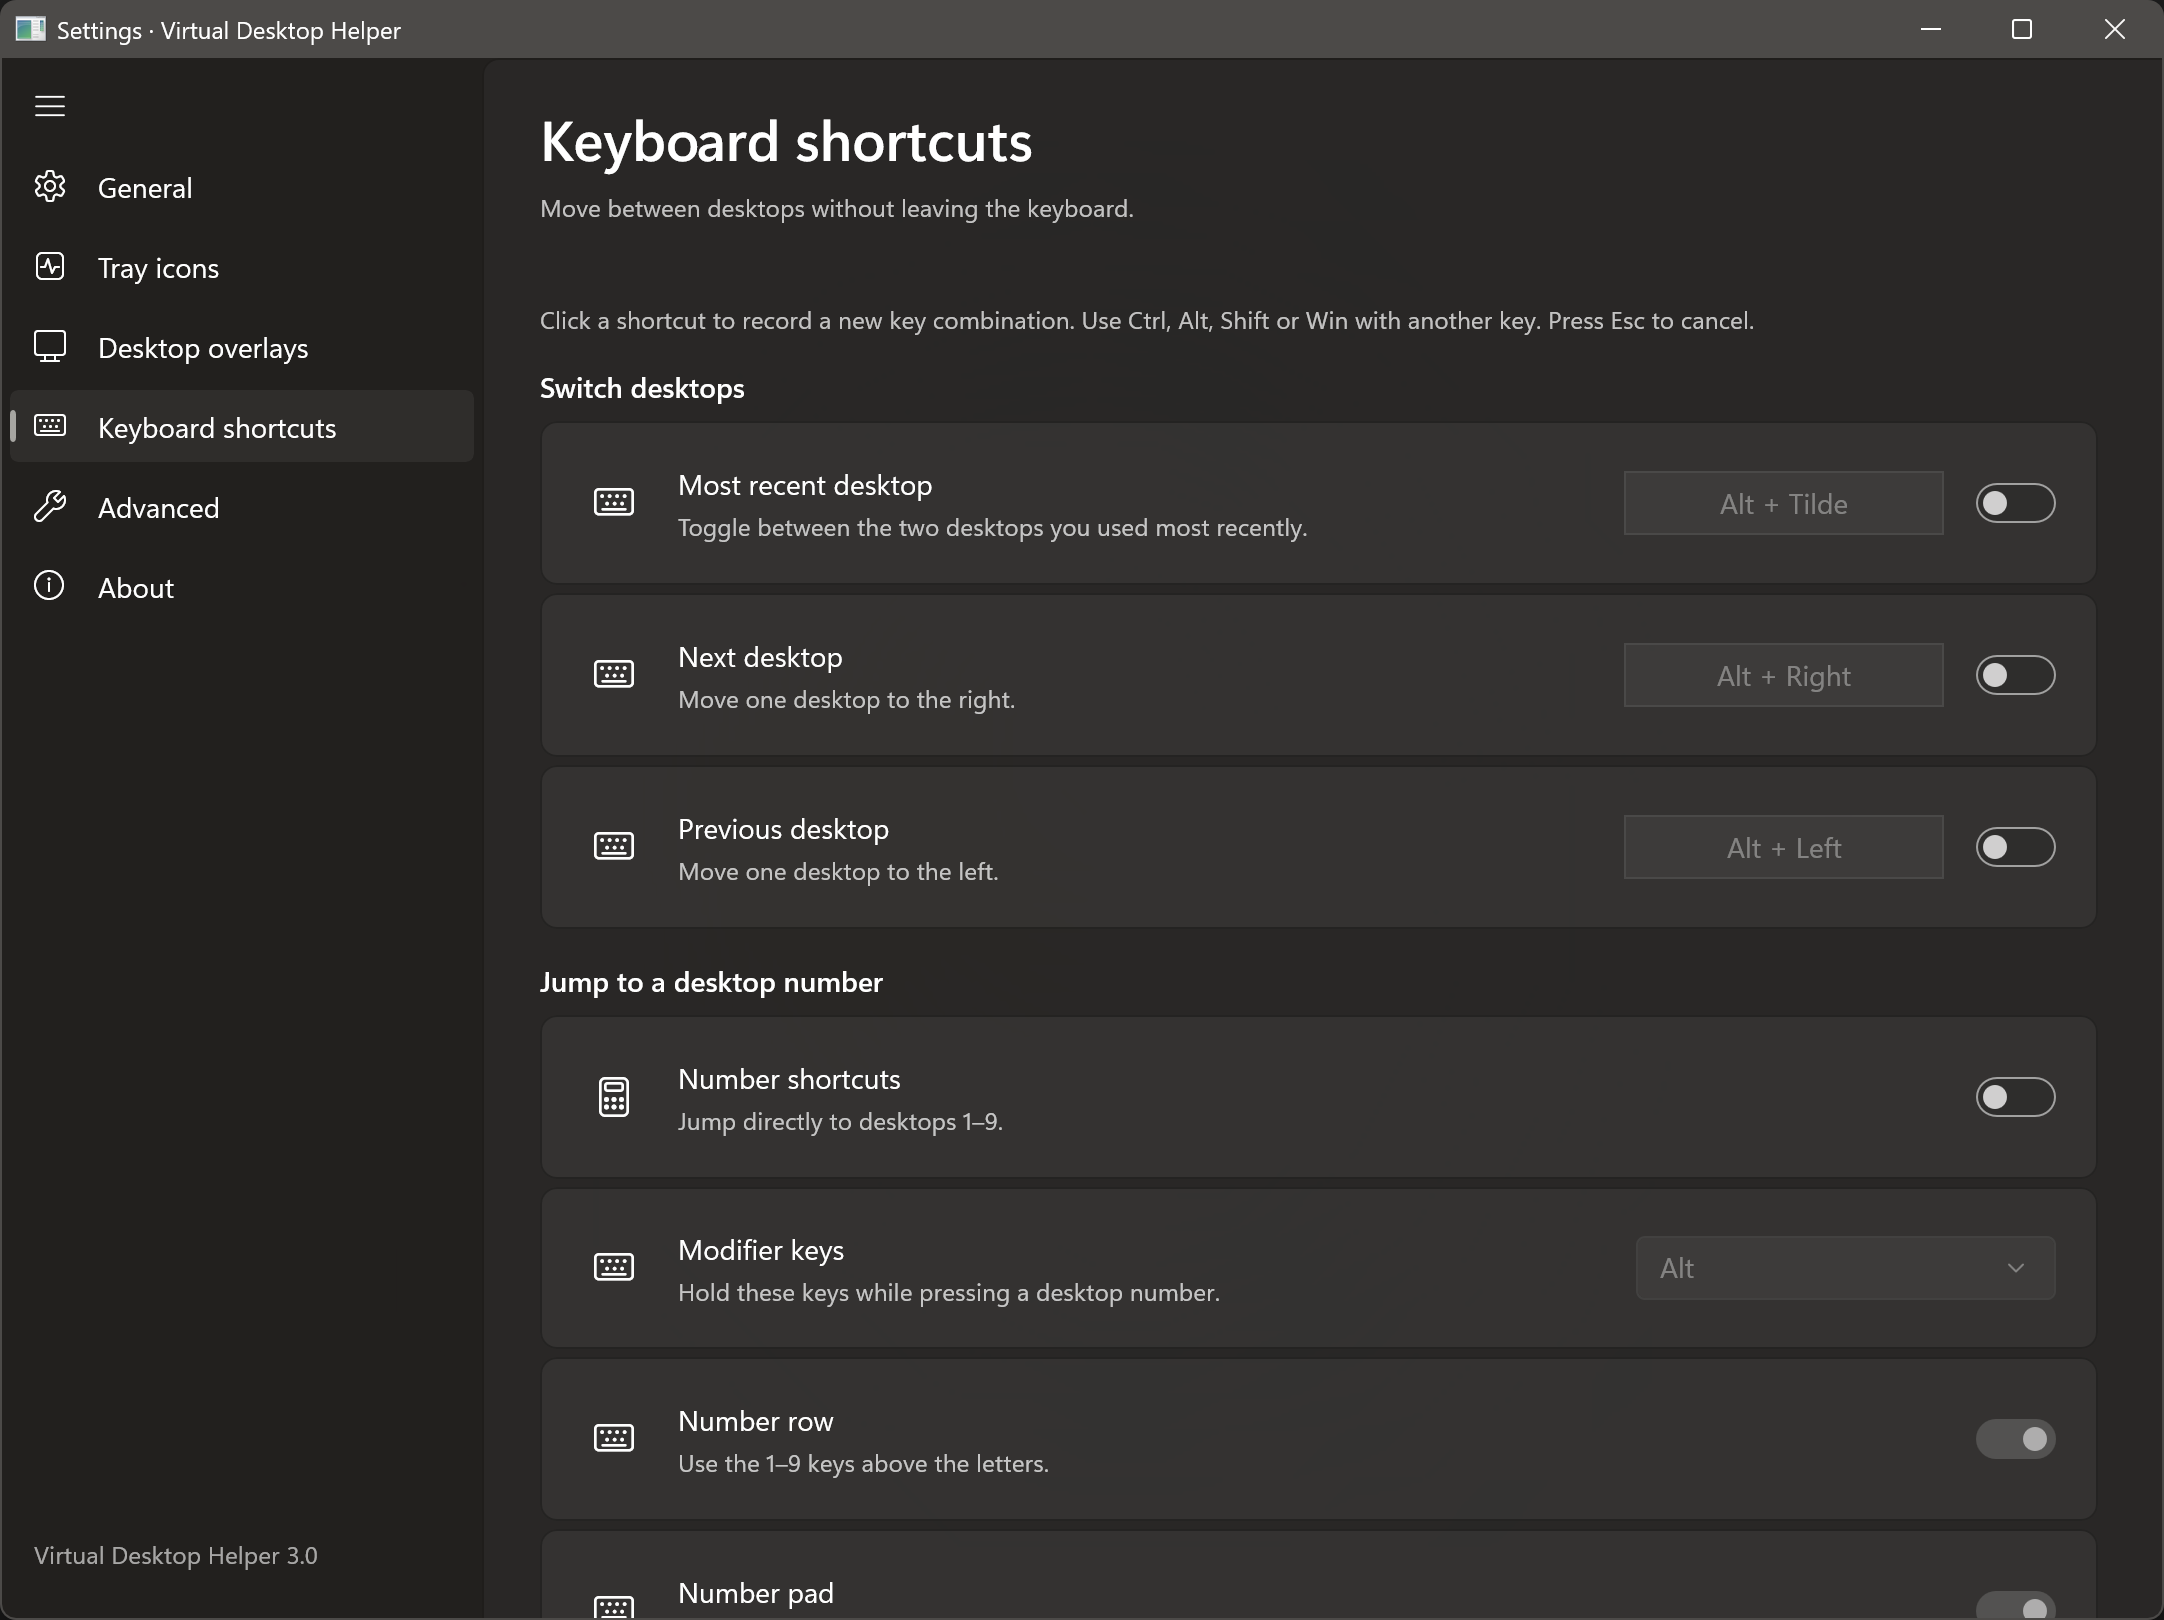 Settings · Virtual Desktop Helper
General
Tray icons
Desktop overlays
Keyboard shortcuts
Advanced
About
Virtual Desktop Helper 3.0
Keyboard shortcuts
Move between desktops without leaving the keyboard.
Click a shortcut to record a new key combination. Use Ctrl, Alt, Shift or Win with another key. Press Esc to cancel.
Switch desktops
Most recent desktop
Toggle between the two desktops you used most recently.
Alt + Tilde
Next desktop
Move one desktop to the right.
Alt + Right
Previous desktop
Move one desktop to the left.
Alt + Left
Jump to a desktop number
Number shortcuts
Jump directly to desktops 1–9.
Modifier keys
Hold these keys while pressing a desktop number.
Alt
Number row
Use the 1–9 keys above the letters.
Number pad